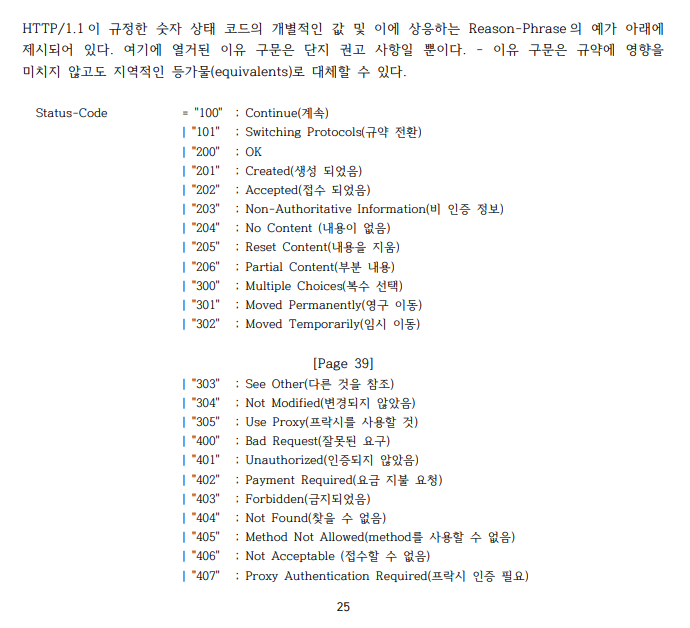 HTTP/1.1 이 규정한 숫자 상태 코드의 개별적인 값 및 이에 상응하는 Reason-Phrase 의 예가 아래에
제시되어 있다. 여기에 열거된 이유 구문은 단지 권고 사항일 뿐이다. - 이유 구문은 규약에 영향을
미치지 않고도 지역적인 등가물(equivalents)로 대체할 수 있다.
Status-Code = "100" ; Continue(계속)
| "101" ; Switching Protocols(규약 전환)
| "200" ; OK
| "201" ; Created(생성 되었음)
| "202" ; Accepted(접수 되었음)
| "203" ; Non-Authoritative Information(비 인증 정보)
| "204" ; No Content (내용이 없음)
| "205" ; Reset Content(내용을 지움)
| "206" ; Partial Content(부분 내용)
| "300" ; Multiple Choices(복수 선택)
| "301" ; Moved Permanently(영구 이동)
| "302" ; Moved Temporarily(임시 이동)
[Page 39]
| "303" ; See Other(다른 것을 참조)
| "304" ; Not Modified(변경되지 않았음)
| "305" ; Use Proxy(프락시를 사용할 것)
| "400" ; Bad Request(잘못된 요구)
| "401" ; Unauthorized(인증되지 않았음)
| "402" ; Payment Required(요금 지불 요청)
| "403" ; Forbidden(금지되었음)
| "404" ; Not Found(찾을 수 없음)
| "405" ; Method Not Allowed(method를 사용할 수 없음)
| "406" ; Not Acceptable (접수할 수 없음)
| "407" ; Proxy Authentication Required(프락시 인증 필요)
25